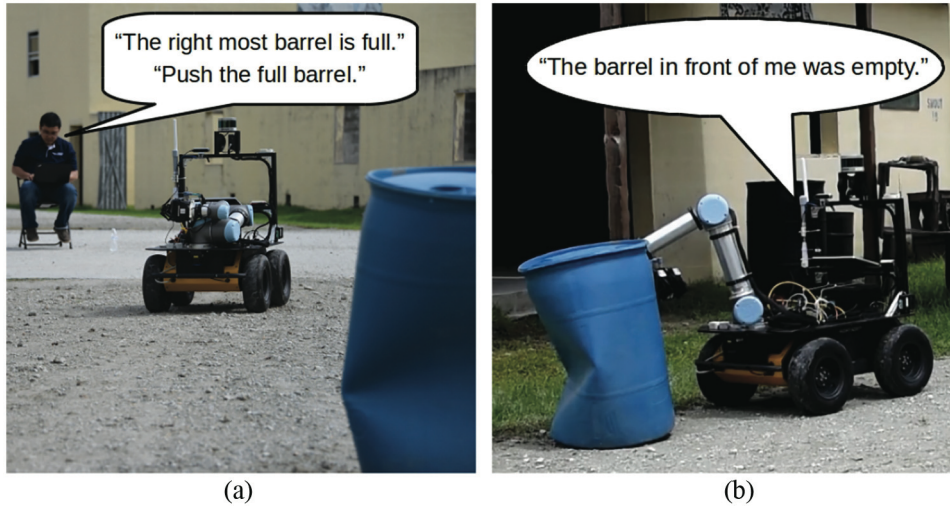 “The right most barrel is full.”
“Push the full barrel.”
“The barrel in front of me was empty.”
(a)
(b)